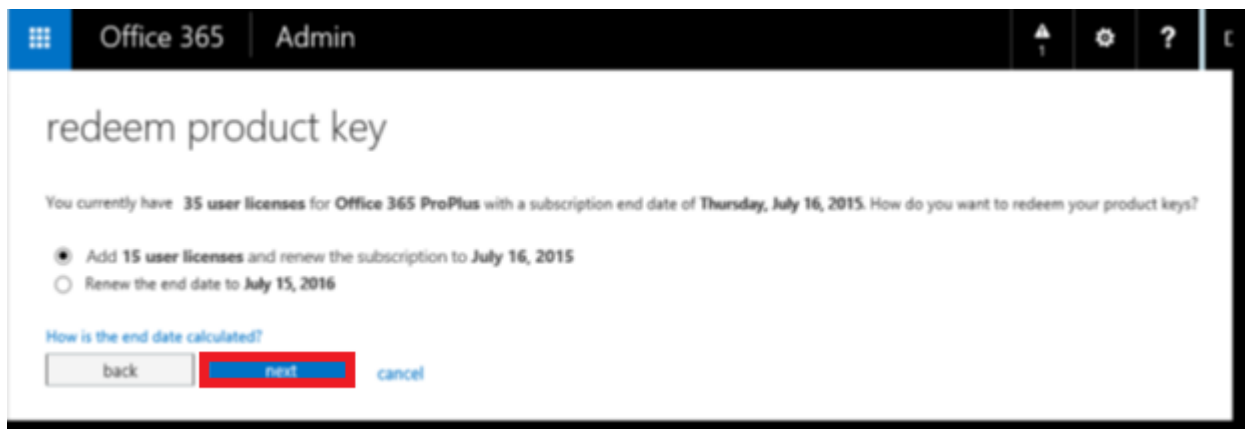 Office 365 Admin
1
?
redeem product key
You currently have 35 user licenses for Office 365 ProPlus with a subscription end date of Thursday, July 16, 2015. How do you want to redeem your product keys?
Add 15 user licenses and renew the subscription to July 16, 2015
Renew the end date to July 15, 2016
How is the end date calculated?
back next cancel